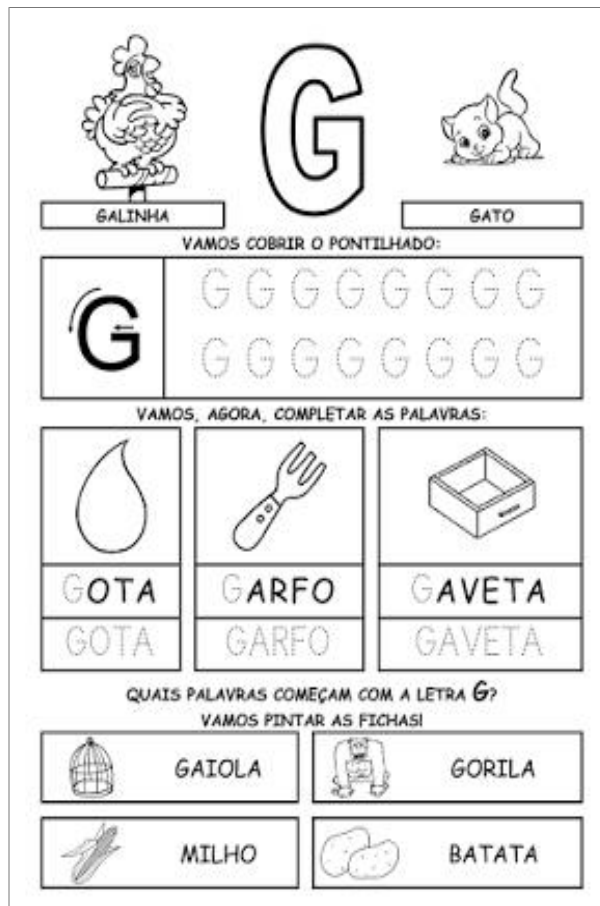 G
GALINHA GATO
VAMOS COBRIR O PONTILHADO:
G G G G G G G G G
G G G G G G G G
VAMOS, AGORA, COMPLETAR AS PALAVRAS:
GOTA GARFO GAVETA
GOTA GARFO GAVETA
QUAIS PALAVRAS COMEÇAM COM A LETRA G?
VAMOS PINTAR AS FICHAS!
GAIOLA GORILA
MILHO BATATA